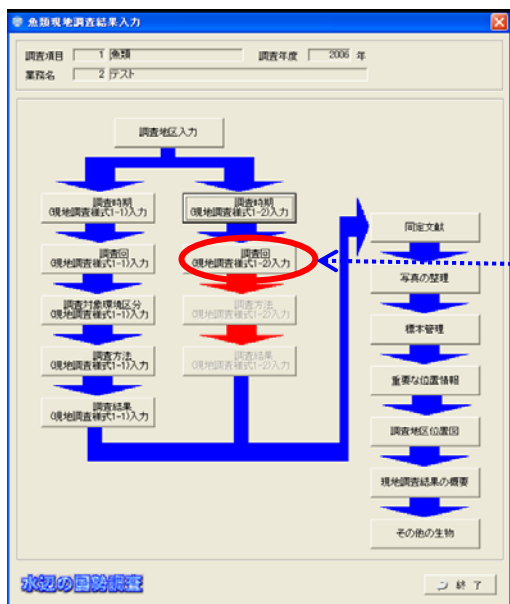 魚類現地調査結果入力
調査項目 1 魚類 調査年度 2006 年
業務名 2 テスト
調査地区入力
調査時期
(現地調査様式1-1)入力
調査回
(現地調査様式1-1)入力
調査対象環境区分
(現地調査様式1-1)入力
調査方法
(現地調査様式1-1)入力
調査結果
(現地調査様式1-1)入力
調査時期
(現地調査様式1-2)入力
調査回
(現地調査様式1-2)入力
調査方法
(現地調査様式1-2)入力
調査結果
(現地調査様式1-2)入力
同定文献
写真の整理
標本管理
重要な位置情報
調査地区位置図
現地調査結果の概要
その他の生物
水辺の国勢調査
終了